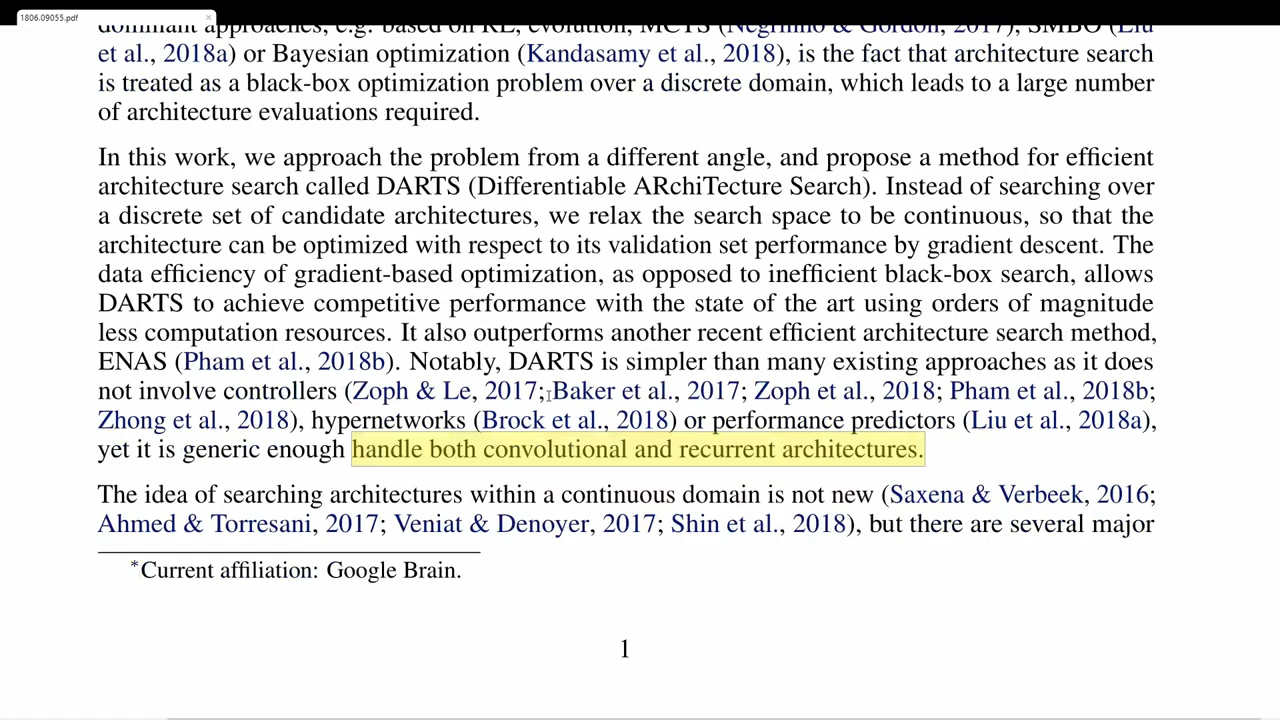 1806.09055.pdf
dominant approaches, e.g. based on RL, evolution, MCTS (Negrinho & Gordon, 2017), SMBO (Liu
et al., 2018a) or Bayesian optimization (Kandasamy et al., 2018), is the fact that architecture search
is treated as a black-box optimization problem over a discrete domain, which leads to a large number
of architecture evaluations required.
In this work, we approach the problem from a different angle, and propose a method for efficient
architecture search called DARTS (Differentiable ARchiTecture Search). Instead of searching over
a discrete set of candidate architectures, we relax the search space to be continuous, so that the
architecture can be optimized with respect to its validation set performance by gradient descent. The
data efficiency of gradient-based optimization, as opposed to inefficient black-box search, allows
DARTS to achieve competitive performance with the state of the art using orders of magnitude
less computation resources. It also outperforms another recent efficient architecture search method,
ENAS (Pham et al., 2018b). Notably, DARTS is simpler than many existing approaches as it does
not involve controllers (Zoph & Le, 2017; Baker et al., 2017; Zoph et al., 2018; Pham et al., 2018b;
Zhong et al., 2018), hypernetworks (Brock et al., 2018) or performance predictors (Liu et al., 2018a),
yet it is generic enough handle both convolutional and recurrent architectures.
The idea of searching architectures within a continuous domain is not new (Saxena & Verbeek, 2016;
Ahmed & Torresani, 2017; Veniat & Denoyer, 2017; Shin et al., 2018), but there are several major
*Current affiliation: Google Brain.
1